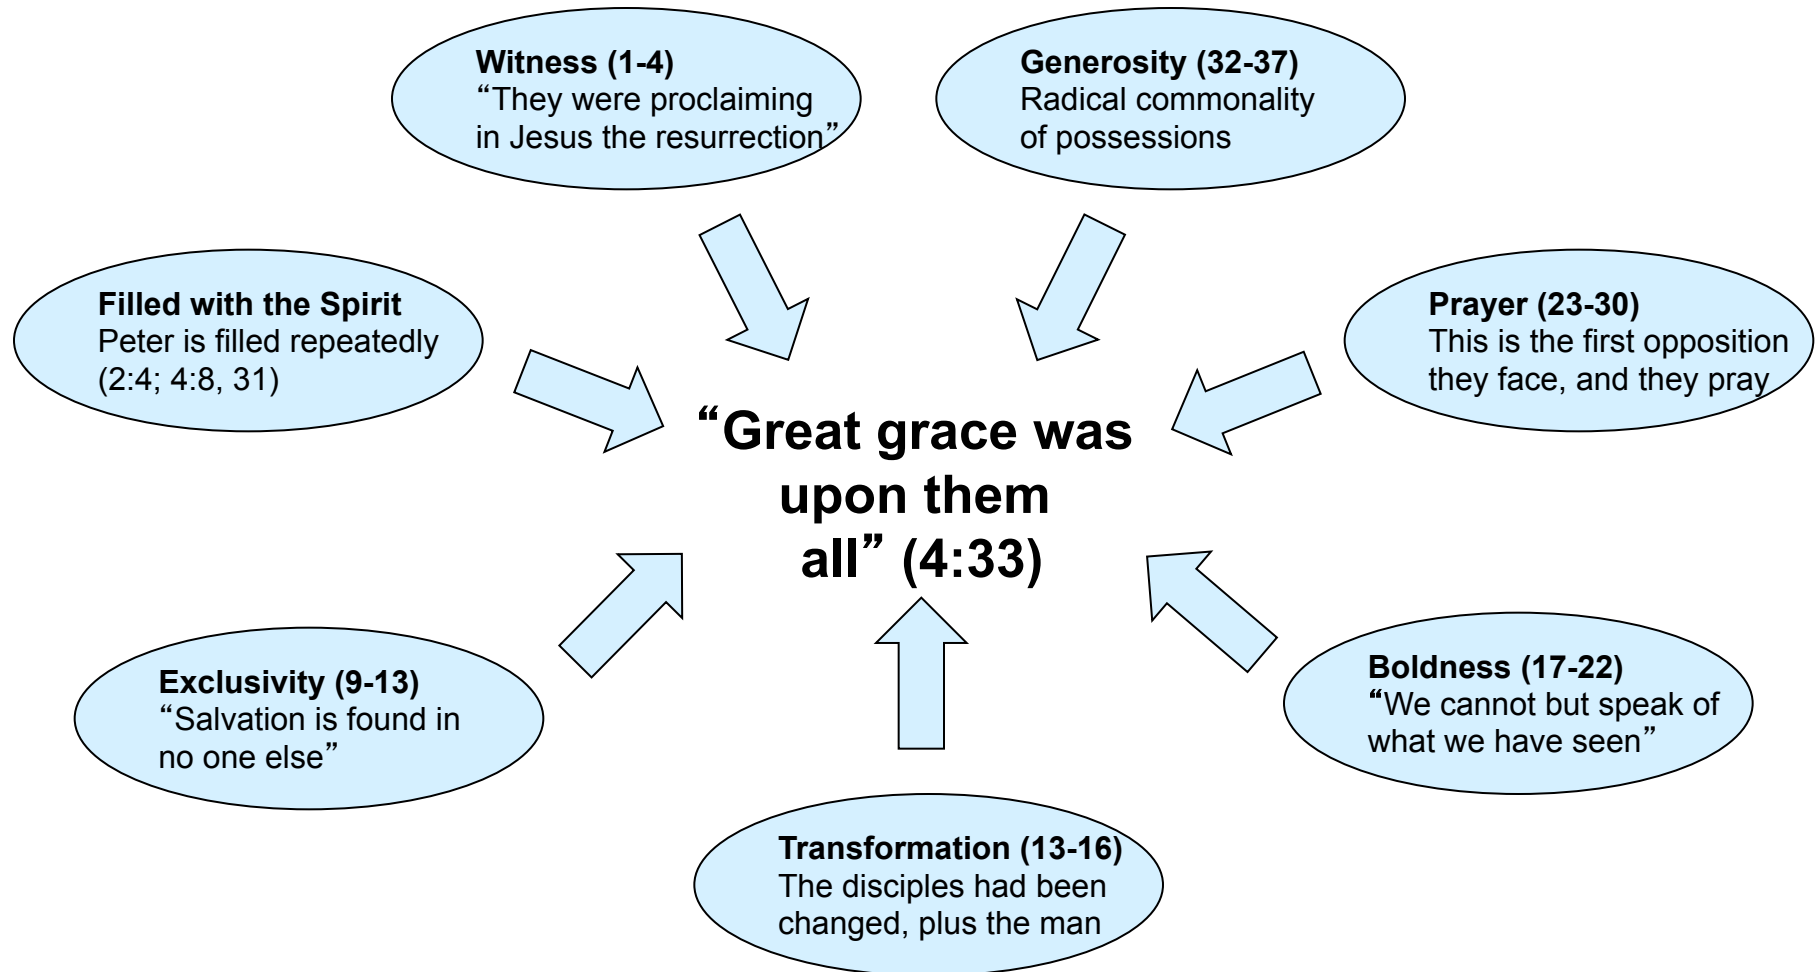 Witness (1-4)
“They were proclaiming
in Jesus the resurrection”
Generosity (32-37)
Radical commonality
of possessions
Filled with the Spirit
Peter is filled repeatedly
(2:4; 4:8, 31)
Prayer (23-30)
This is the first opposition
they face, and they pray
“Great grace was
upon them
all” (4:33)
Exclusivity (9-13)
“Salvation is found in
no one else”
Boldness (17-22)
“We cannot but speak of
what we have seen”
Transformation (13-16)
The disciples had been
changed, plus the man